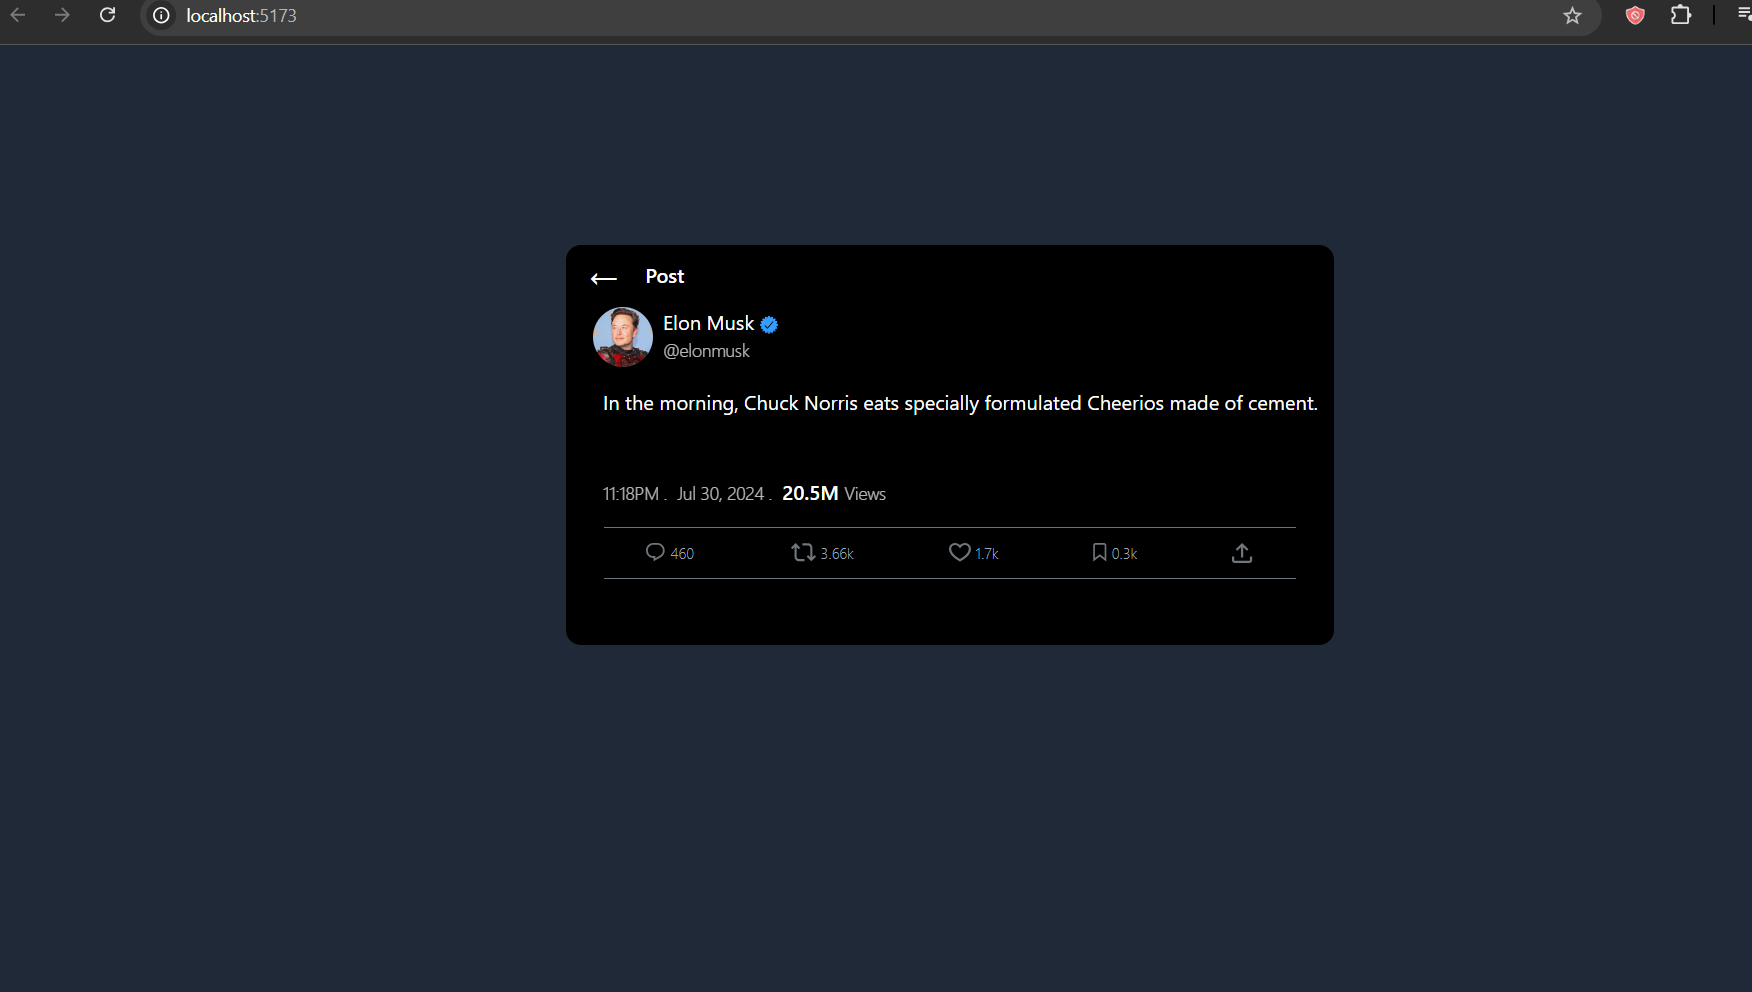 localhost:5173
Post
Elon Musk
@elonmusk
In the morning, Chuck Norris eats specially formulated Cheerios made of cement.
11:18PM . Jul 30, 2024 . 20.5M Views
460 3.66k 1.7k 0.3k